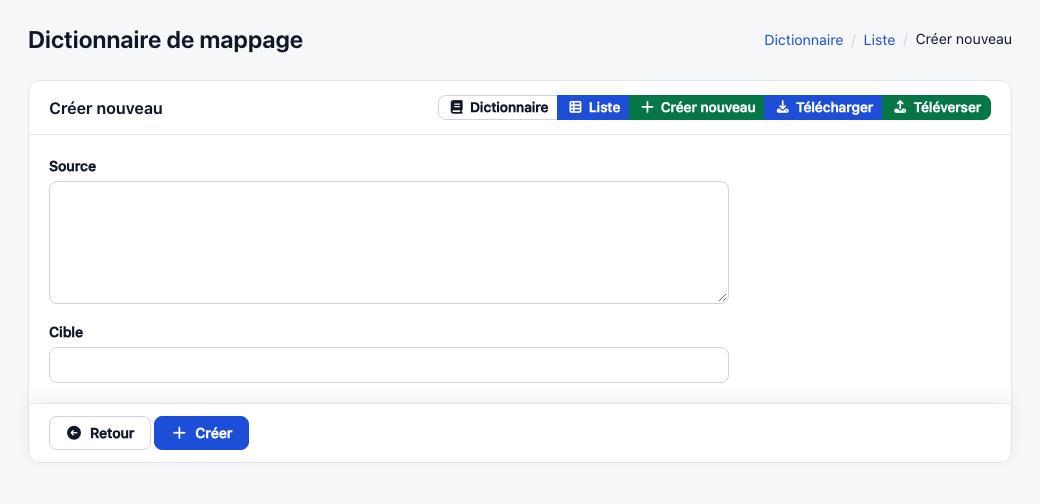 Dictionnaire de mappage
Dictionnaire / Liste / Créer nouveau
Créer nouveau
Dictionnaire Liste Créer nouveau Télécharger Téléverser
Source
Cible
Retour Créer